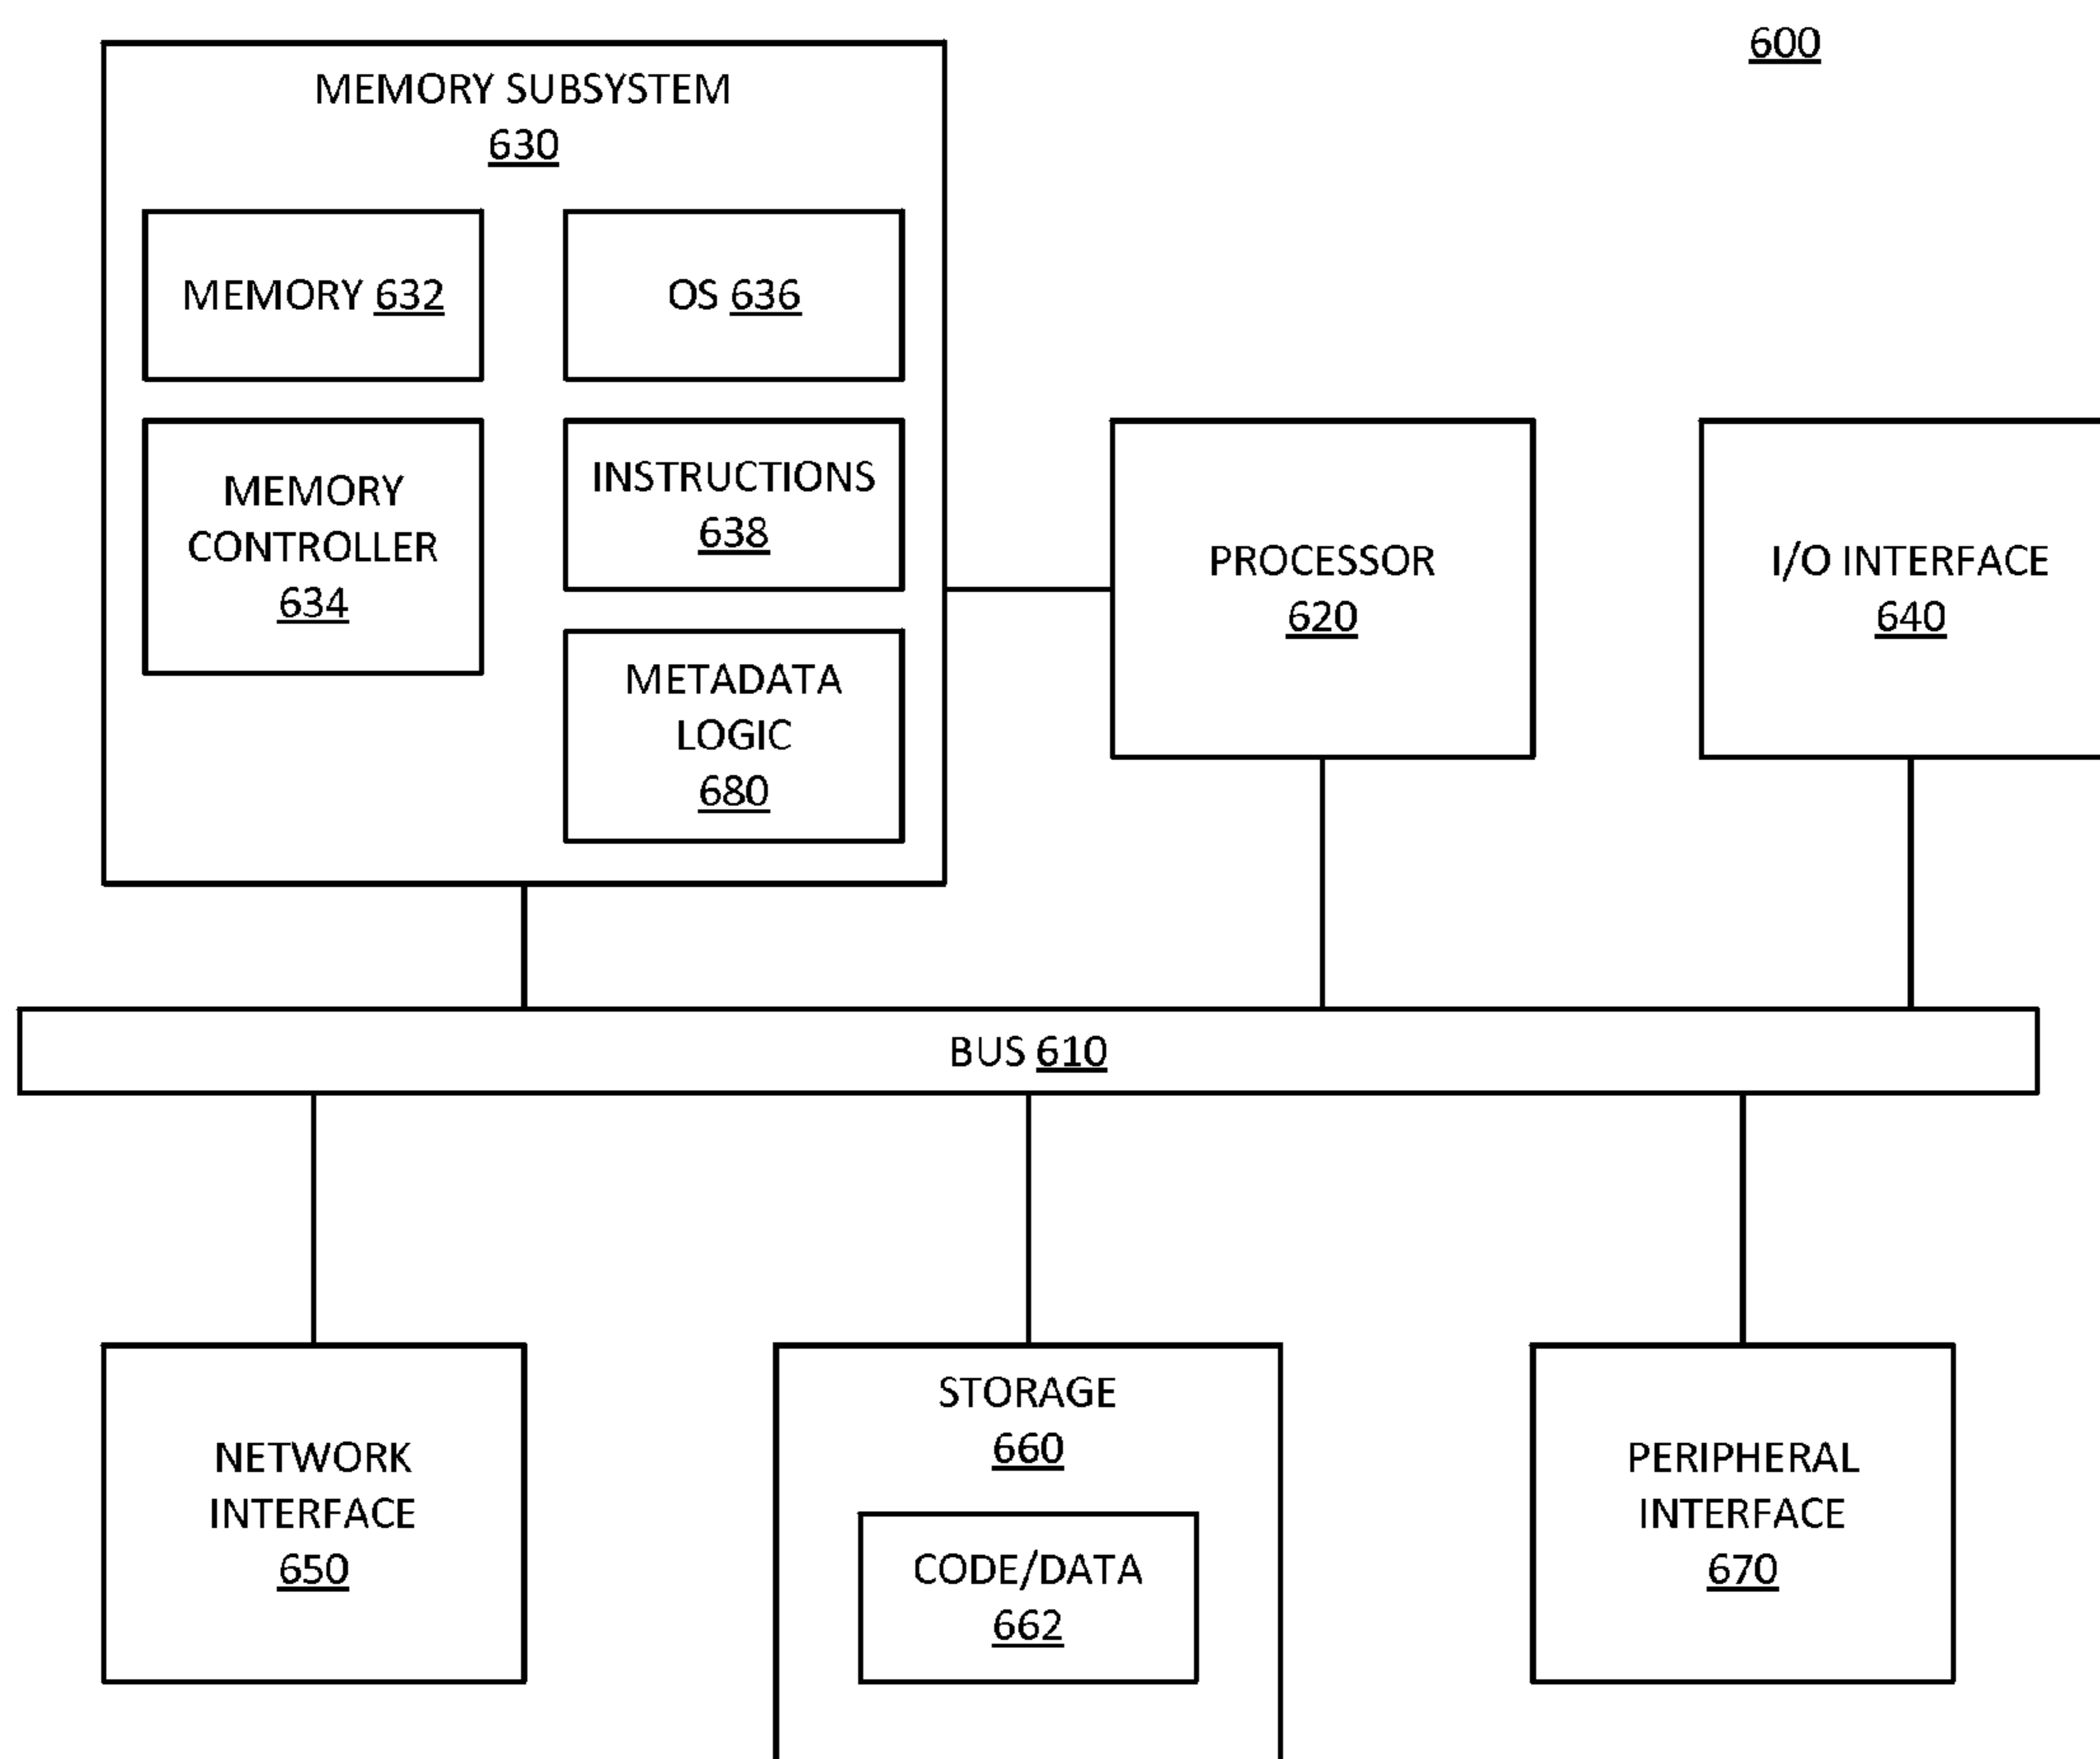 600
MEMORY SUBSYSTEM
630
MEMORY 632
OS 636
MEMORY
CONTROLLER
634
INSTRUCTIONS
638
METADATA
LOGIC
680
PROCESSOR
620
I/O INTERFACE
640
BUS 610
NETWORK
INTERFACE
650
STORAGE
660
CODE/DATA
662
PERIPHERAL
INTERFACE
670